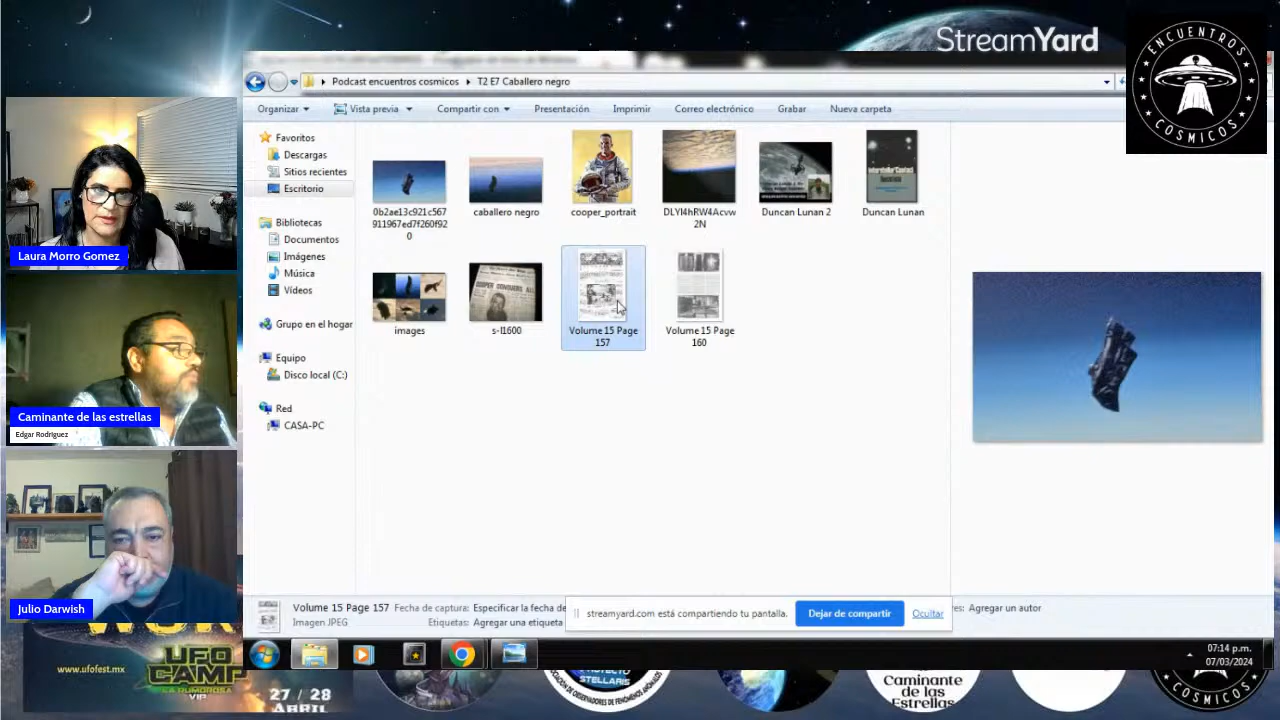 StreamYard
ENCUENTROS
COSMICOS
Podcast encuentros cosmicos
T2 E7 Caballero negro
Organizar
Vista previa
Compartir con
Presentación
Imprimir
Correo electrónico
Grabar
Nueva carpeta
Favoritos
Descargas
Sitios recientes
Escritorio
Bibliotecas
Documentos
Imágenes
Música
Vídeos
Grupo en el hogar
Equipo
Disco local (C:)
Red
CASA-PC
0b2ae13c921c567
911967ed7f260f92
0
caballero negro
cooper_portrait
DLYl4hRW4Acvw
2N
Duncan Lunan 2
Duncan Lunan
images
s-l1600
Volume 15 Page
157
Volume 15 Page
160
Laura Morro Gomez
Caminante de las estrellas
Edgar Rodriguez
Julio Darwish
Volume 15 Page 157
Fecha de captura: Especificar la fecha de
Imagen JPEG
Etiquetas: Agregar una etiqueta
streamyard.com está compartiendo tu pantalla.
Dejar de compartir
Ocultar
Agregar un autor
07:14 p.m.
07/03/2024
www.ufofest.mx
UFO
CAMP
LA RUMOROSA
VIP
27 / 28
ABRIL
PROYECTO
STELLARIS
Caminante
de las
Estrellas
COSMICOS